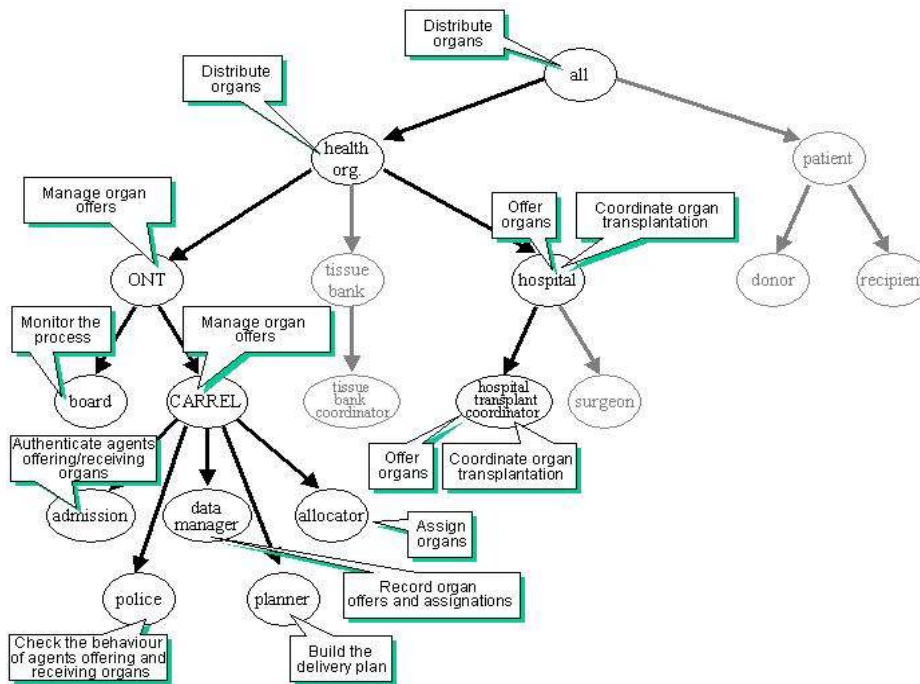 Distribute
organs
all
Distribute
organs
health
org.
patient
Manage organ
offers
Offer
organs
Coordinate organ
transplantation
ONT
tissue
bank
hospital
donor
recipient
Monitor the
process
Manage organ
offers
board
CARREL
tissue
bank
coordinator
hospital
transplant
coordinator
surgeon
Authenticate agents
offering/receiving
organs
Offer
organs
Coordinate organ
transplantation
admission
data
manager
allocator
Assign
organs
police
planner
Record organ
offers and assignations
Check the behaviour
of agents offering and
receiving organs
Build the
delivery plan